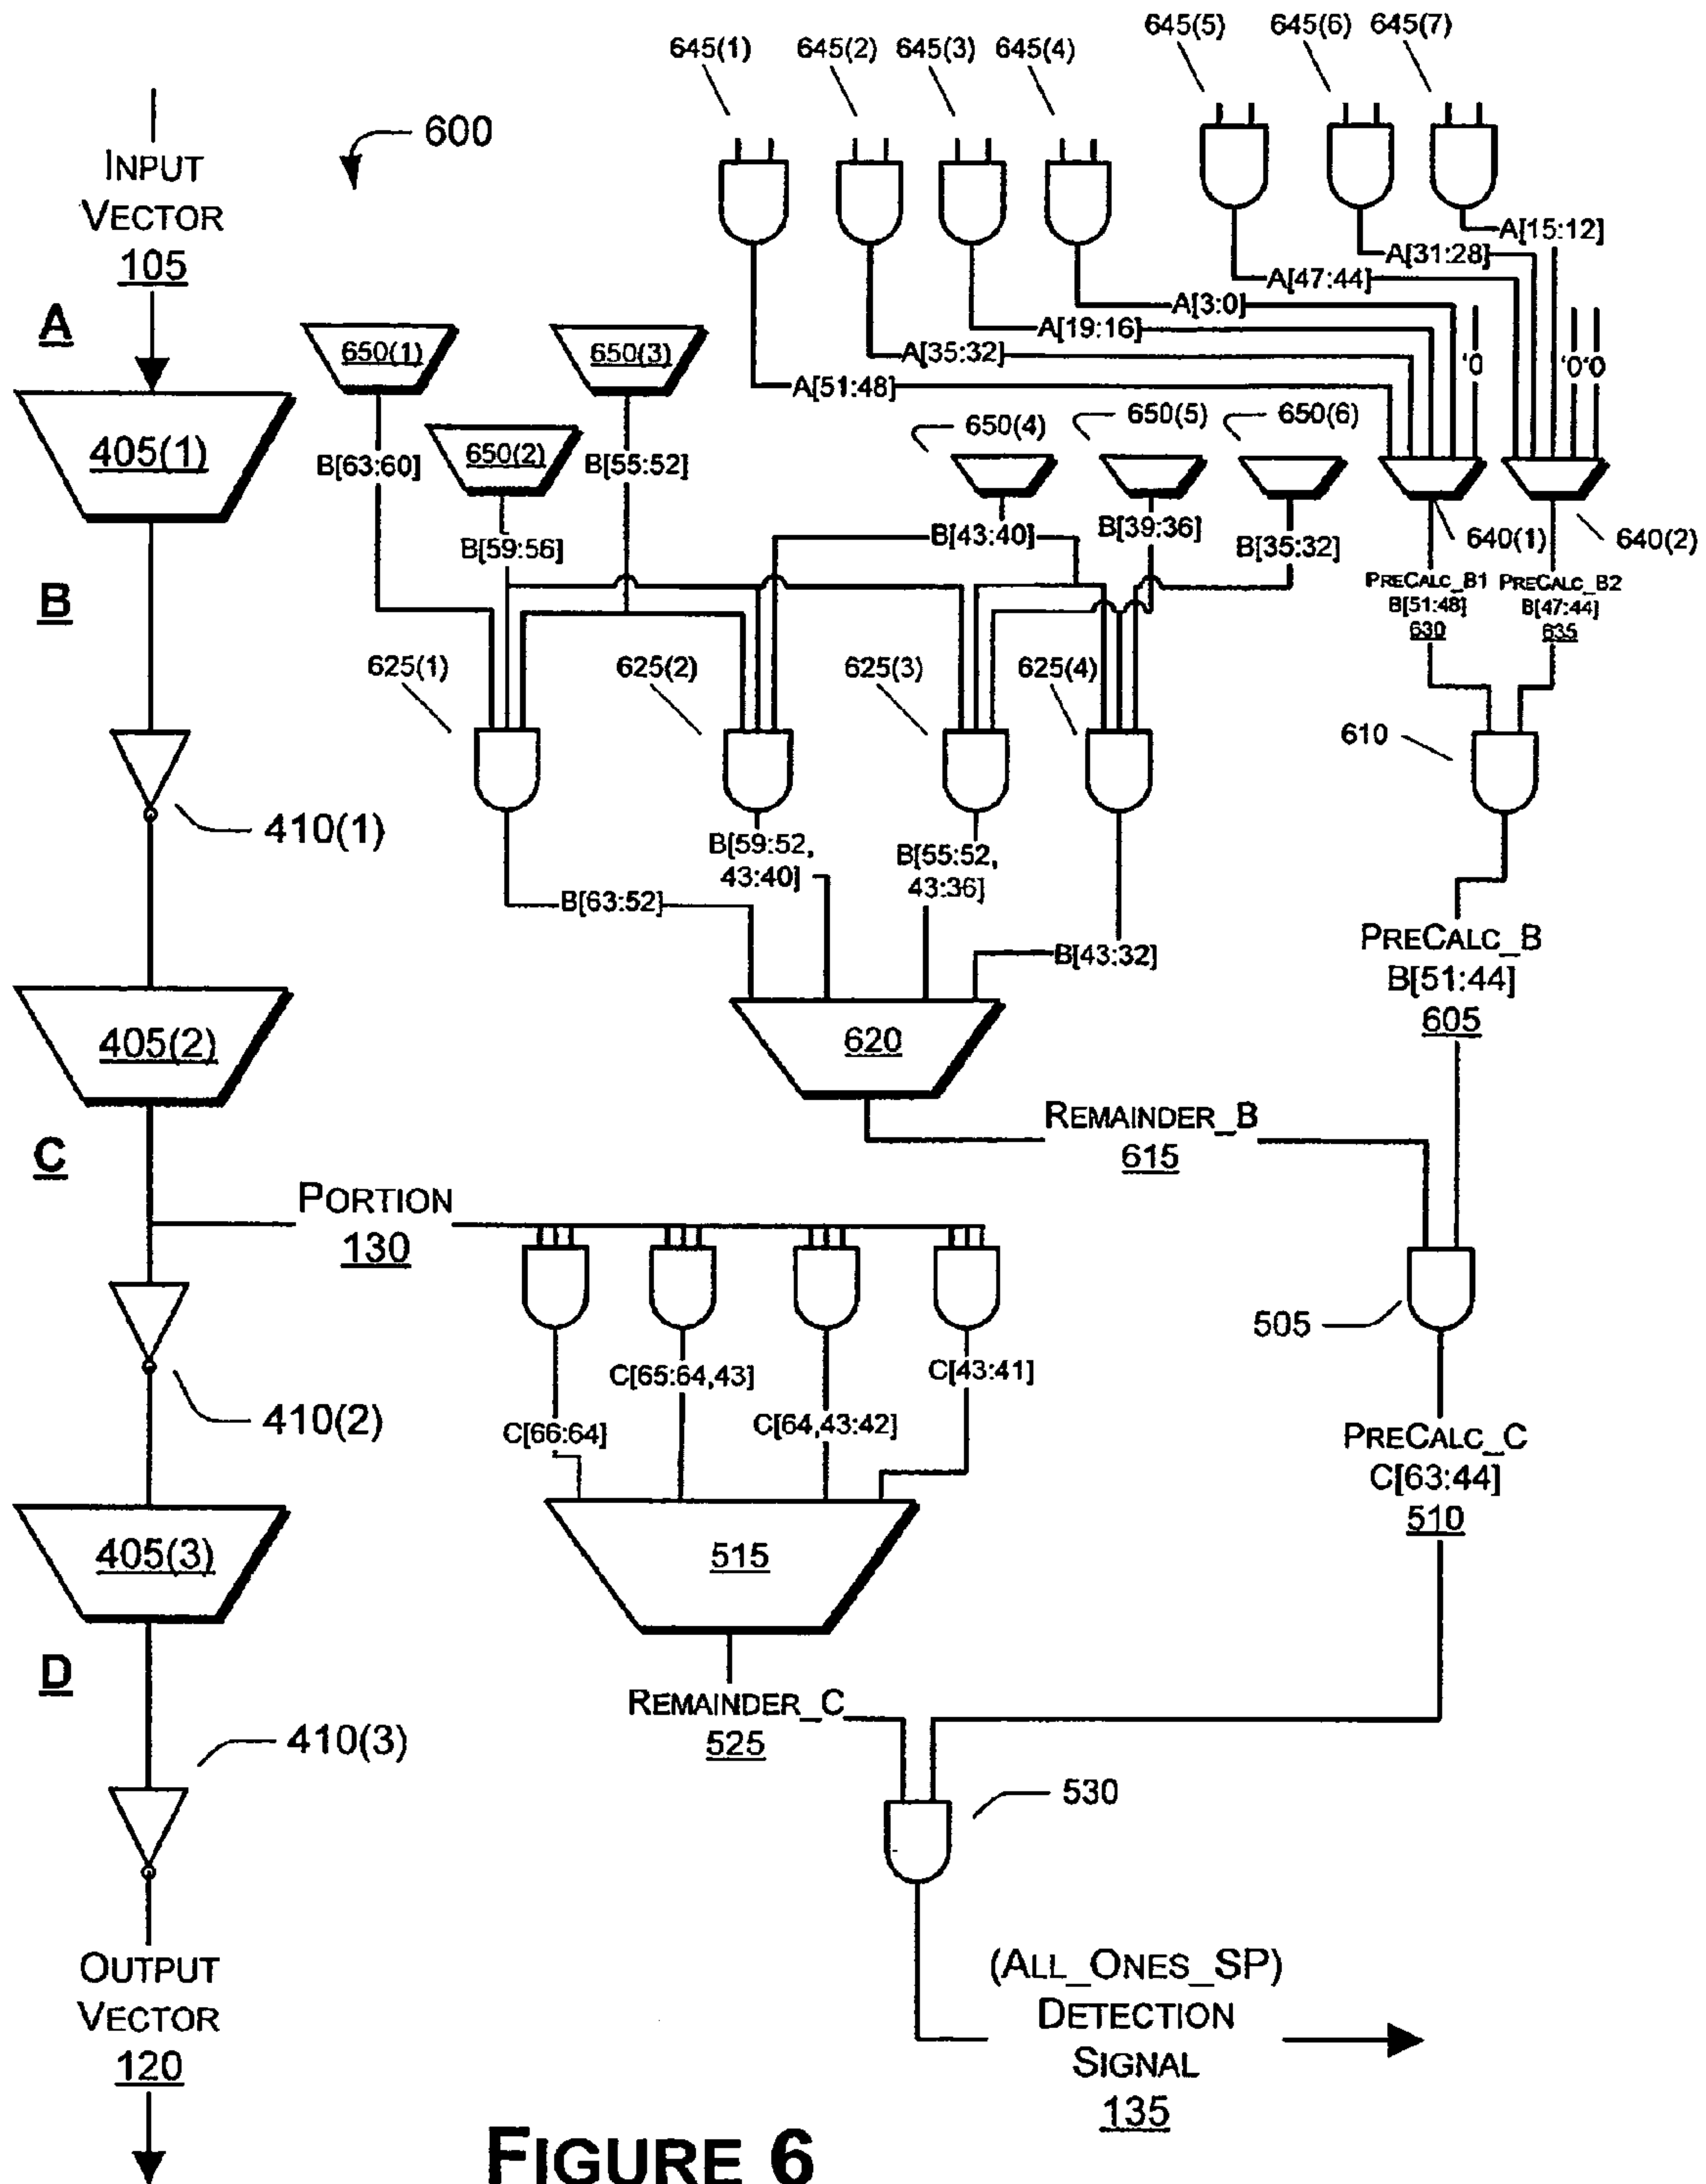 645(1)
645(2)
645(3)
645(4)
645(5)
645(6)
645(7)
600
INPUT
VECTOR
105
A
A[15:12]
A[31:28]
A[47:44]
A[3:0]
A[19:16]
A[35:32]
A[51:48]
'0
'0'0
650(1)
650(3)
650(2)
650(4)
650(5)
650(6)
405(1)
B[63:60]
B[55:52]
B[59:56]
B[43:40]
B[39:36]
B[35:32]
640(1)
640(2)
B
PRECALC_B1
B[51:48]
630
PRECALC_B2
B[47:44]
635
625(1)
625(2)
625(3)
625(4)
610
410(1)
B[59:52,
43:40]
B[55:52,
43:36]
B[63:52]
B[43:32]
PRECALC_B
B[51:44]
605
405(2)
620
C
REMAINDER_B
615
PORTION
130
505
C[65:64,43]
C[43:41]
C[66:64]
C[64,43:42]
410(2)
PRECALC_C
C[63:44]
510
405(3)
515
D
REMAINDER_C
525
410(3)
530
OUTPUT
VECTOR
120
(ALL_ONES_SP)
DETECTION
SIGNAL
135
FIGURE 6